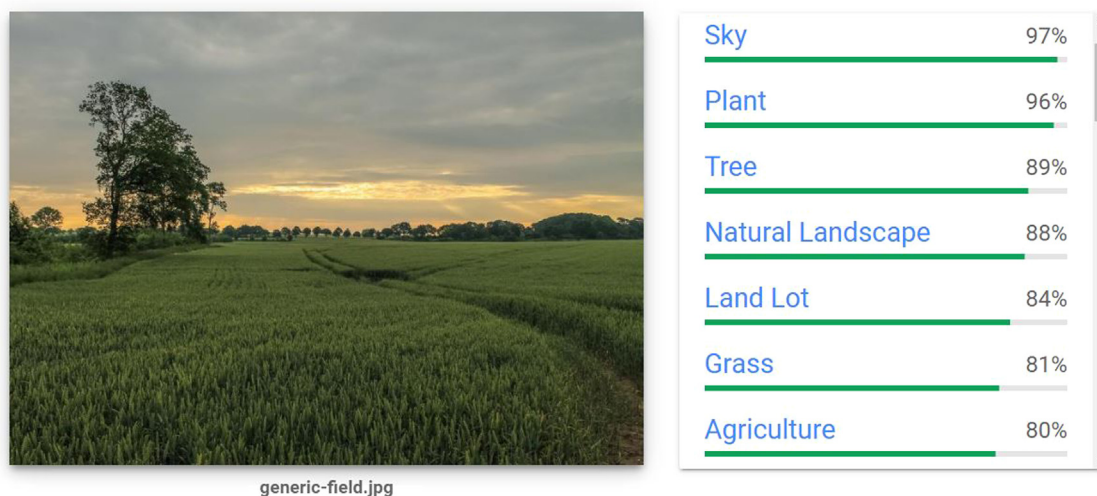 Sky 97%
Plant 96%
Tree 89%
Natural Landscape 88%
Land Lot 84%
Grass 81%
Agriculture 80%
generic-field.jpg